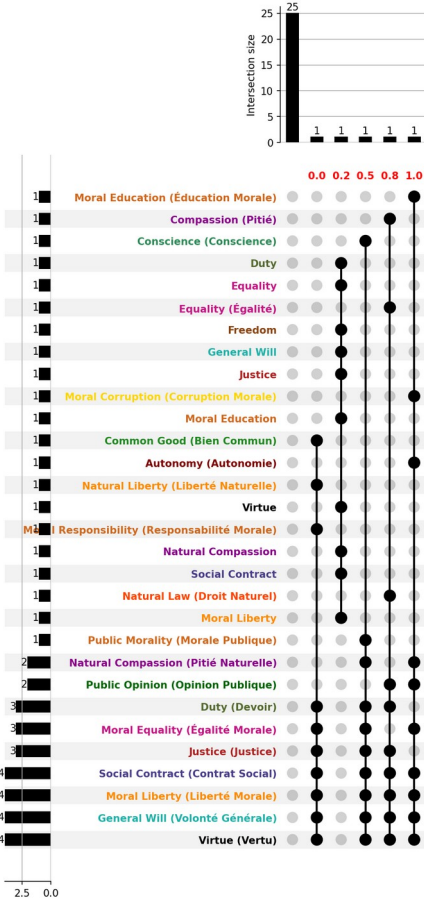 25
25
20
15
10
5
0
Intersection size
1 1 1 1 1
0.0 0.2 0.5 0.8 1.0
1 Moral Education (Éducation Morale)
1 Compassion (Pitié)
1 Conscience (Conscience)
1 Duty
1 Equality
1 Equality (Égalité)
1 Freedom
1 General Will
1 Justice
1 Moral Corruption (Corruption Morale)
1 Moral Education
1 Common Good (Bien Commun)
1 Autonomy (Autonomie)
1 Natural Liberty (Liberté Naturelle)
1 Virtue
1 Moral Responsibility (Responsabilité Morale)
1 Natural Compassion
1 Social Contract
1 Natural Law (Droit Naturel)
1 Moral Liberty
1 Public Morality (Morale Publique)
2 Natural Compassion (Pitié Naturelle)
2 Public Opinion (Opinion Publique)
3 Duty (Devoir)
3 Moral Equality (Égalité Morale)
3 Justice (Justice)
4 Social Contract (Contrat Social)
4 Moral Liberty (Liberté Morale)
4 General Will (Volonté Générale)
4 Virtue (Vertu)
2.5 0.0